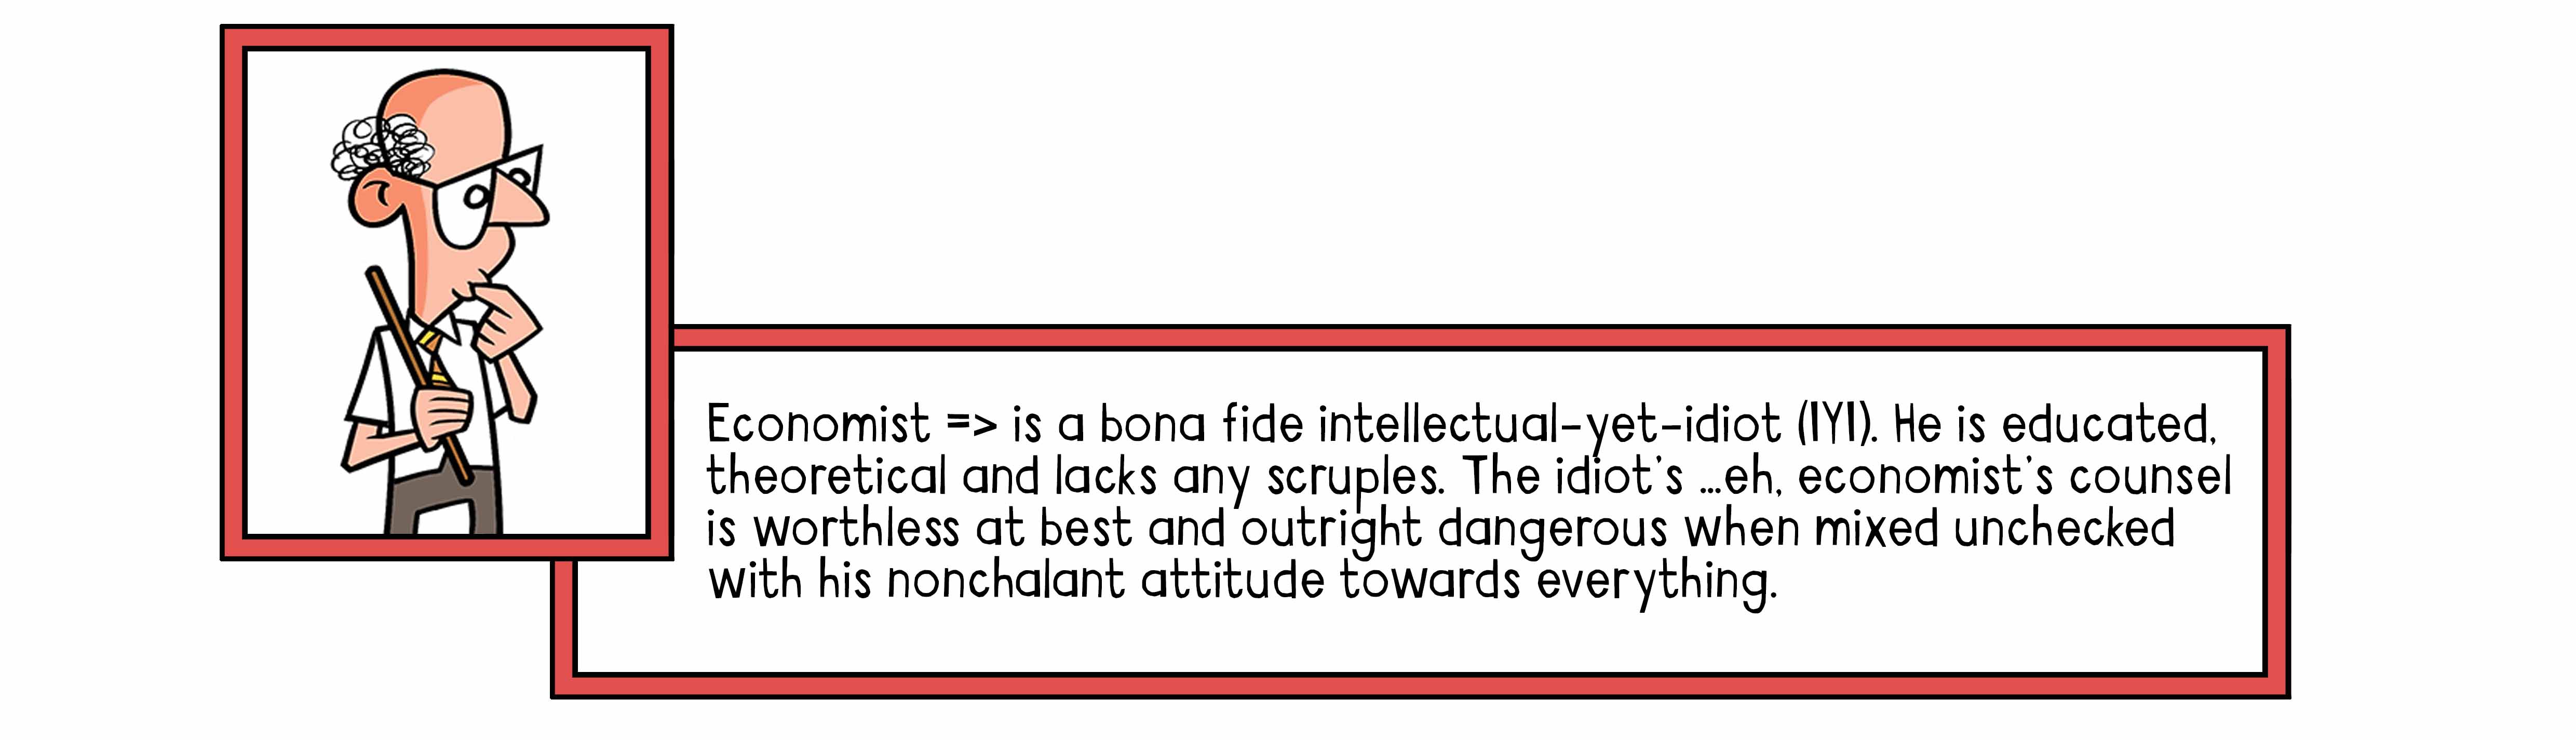 Economist => is a bona fide intellectual-yet-idiot (IYI). He is educated,
theoretical and lacks any scruples. The idiot's ...eh, economist's counsel
is worthless at best and outright dangerous when mixed unchecked
with his nonchalant attitude towards everything.